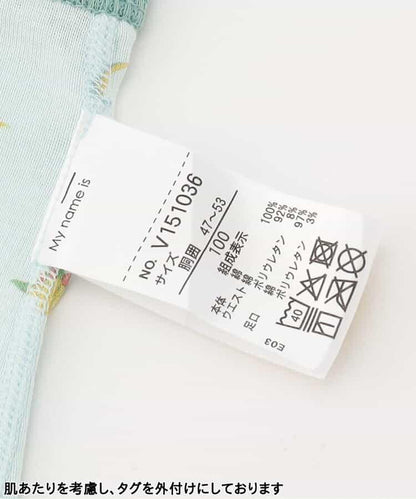 My name is
NO. V151036
サイズ
胴囲 47～53
100
組成表示
本体 綿 100%
ウエスト 綿 92%
ポリウレタン 8%
足口 綿 97%
ポリウレタン 3%
40
E03
肌あたりを考慮し、タグを外付けにしております